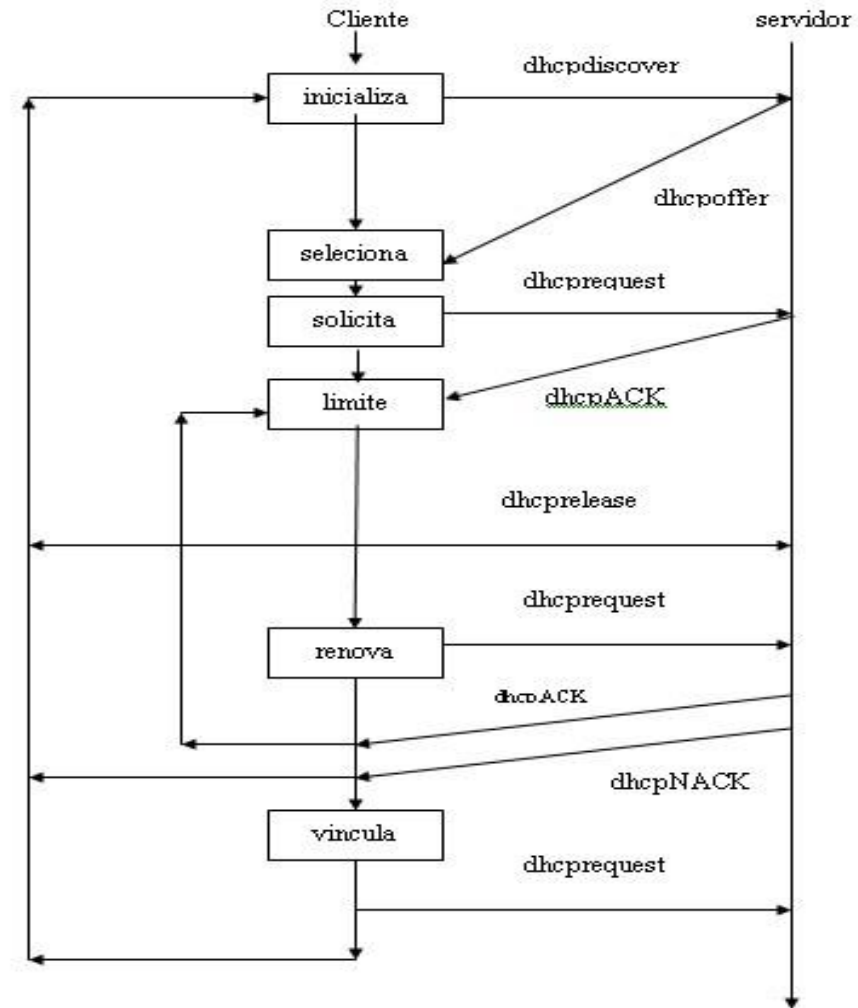 Cliente
servidor
dhcpdiscover
inicializa
dhcpoffer
seleciona
dhcprequest
solicita
limite
dhcpACK
dhcprelease
dhcprequest
renova
dhcpACK
dhcpNACK
vincula
dhcprequest